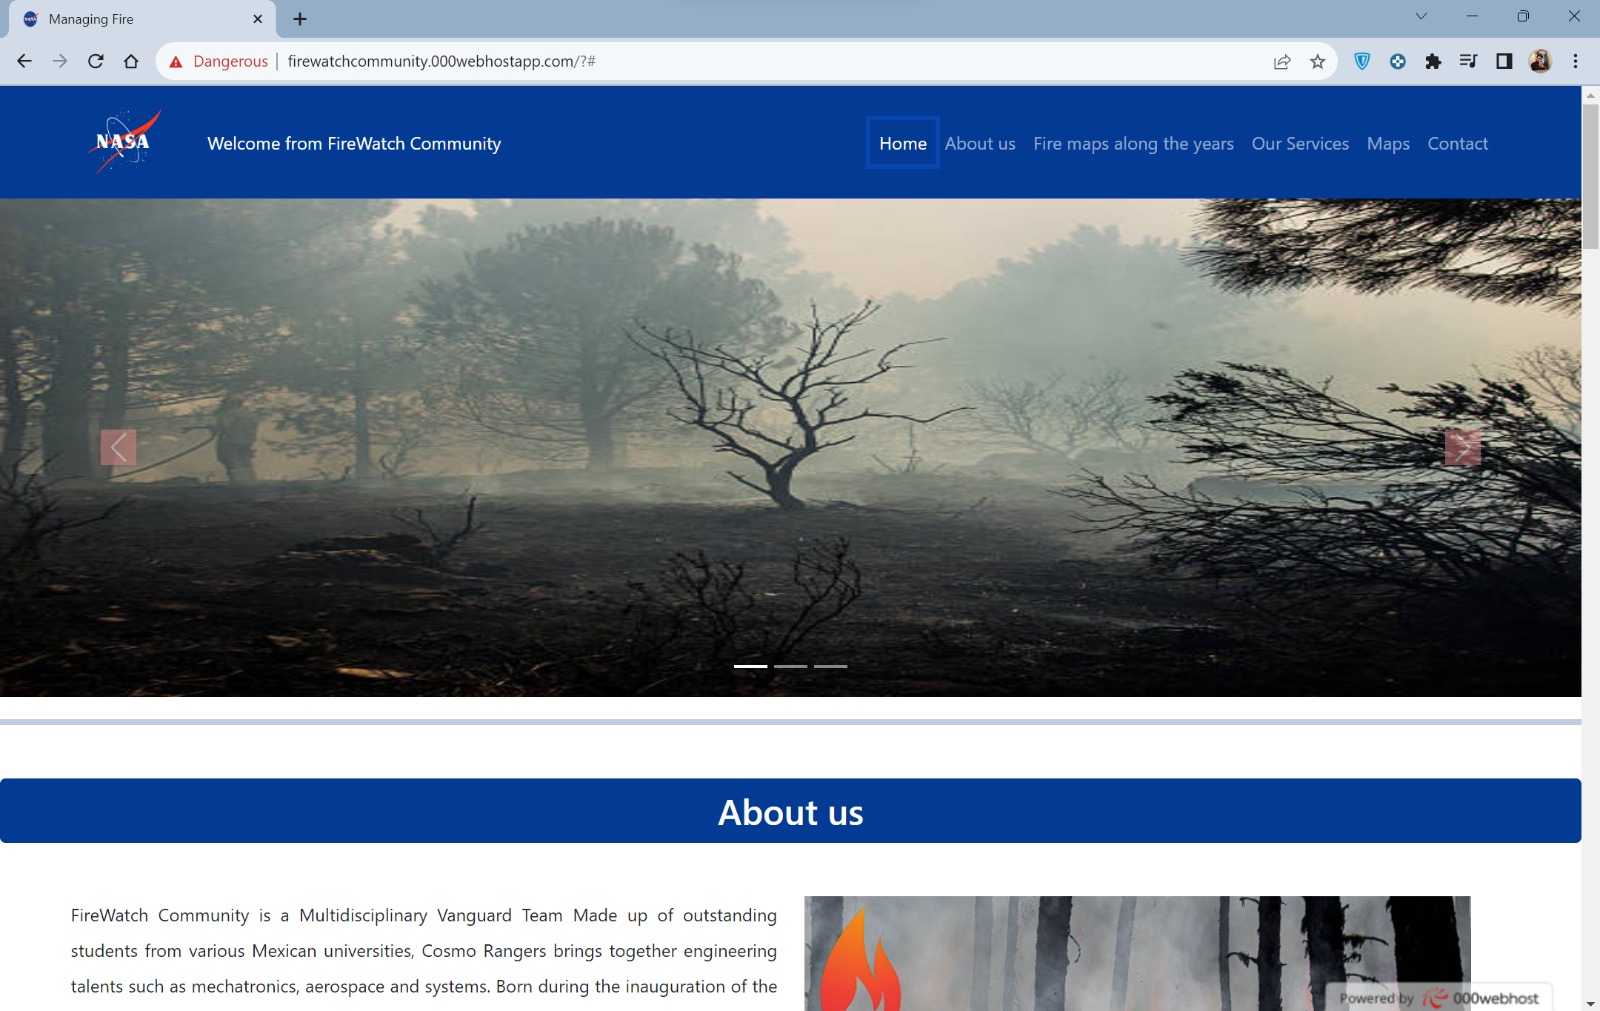 Managing Fire
Dangerous
firewatchcommunity.000webhostapp.com/?#
NASA
Welcome from FireWatch Community
Home
About us
Fire maps along the years
Our Services
Maps
Contact
About us
FireWatch Community is a Multidisciplinary Vanguard Team Made up of outstanding
students from various Mexican universities, Cosmo Rangers brings together engineering
talents such as mechatronics, aerospace and systems. Born during the inauguration of the
Powered by 000webhost